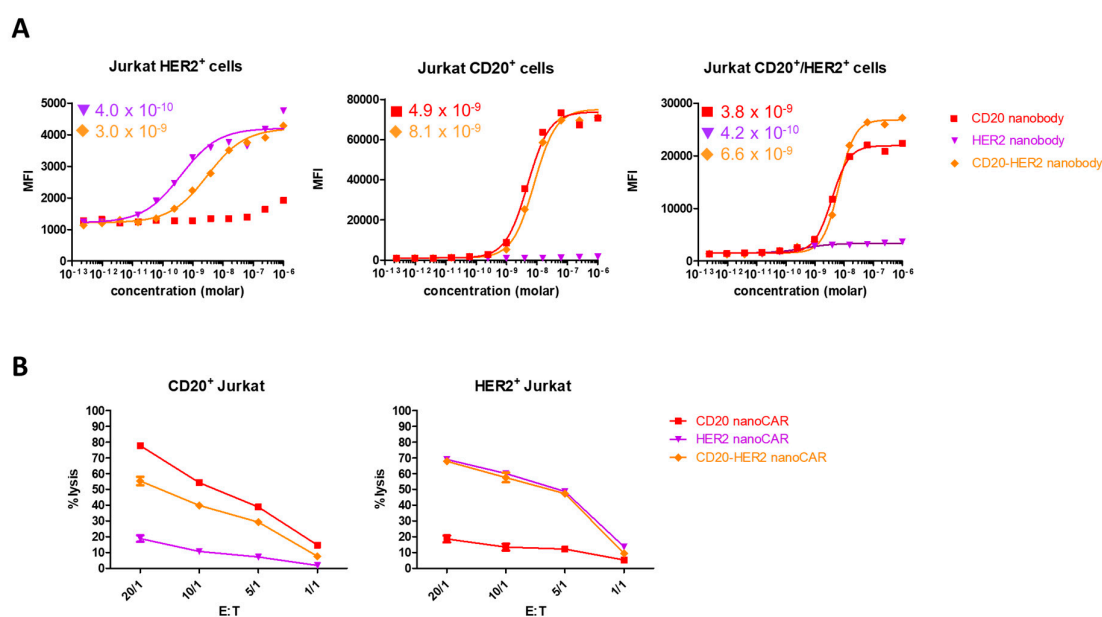 A
Jurkat HER2⁺ cells
MFI
5000
4000
3000
2000
1000
0
4.0 x 10⁻¹⁰
3.0 x 10⁻⁹
10⁻¹³ 10⁻¹² 10⁻¹¹ 10⁻¹⁰ 10⁻⁹ 10⁻⁸ 10⁻⁷ 10⁻⁶
concentration (molar)
Jurkat CD20⁺ cells
MFI
80000
60000
40000
20000
0
4.9 x 10⁻⁹
8.1 x 10⁻⁹
10⁻¹³ 10⁻¹² 10⁻¹¹ 10⁻¹⁰ 10⁻⁹ 10⁻⁸ 10⁻⁷ 10⁻⁶
concentration (molar)
Jurkat CD20⁺/HER2⁺ cells
MFI
30000
20000
10000
0
3.8 x 10⁻⁹
4.2 x 10⁻¹⁰
6.6 x 10⁻⁹
10⁻¹³ 10⁻¹² 10⁻¹¹ 10⁻¹⁰ 10⁻⁹ 10⁻⁸ 10⁻⁷ 10⁻⁶
concentration (molar)
CD20 nanobody
HER2 nanobody
CD20-HER2 nanobody
B
CD20⁺ Jurkat
% lysis
100
90
80
70
60
50
40
30
20
10
0
20/1 10/1 5/1 1/1
E:T
HER2⁺ Jurkat
% lysis
100
90
80
70
60
50
40
30
20
10
0
20/1 10/1 5/1 1/1
E:T
CD20 nanoCAR
HER2 nanoCAR
CD20-HER2 nanoCAR